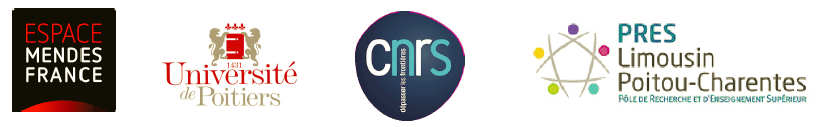 ESPACE
MENDES
FRANCE
1431
Université
de Poitiers
cnrs
dépasser les frontières
PRES
Limousin
Poitou-Charentes
PÔLE DE RECHERCHE ET D'ENSEIGNEMENT SUPÉRIEUR